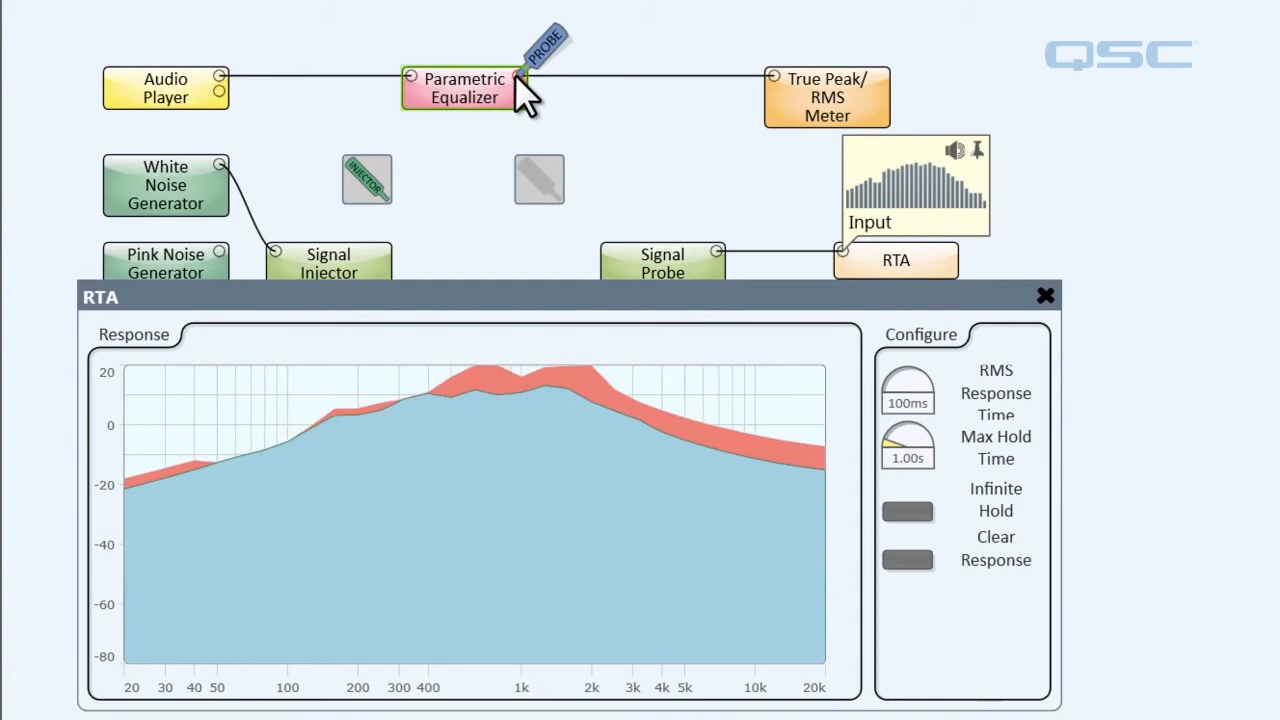 PROBE
QSC
Audio
Player
Parametric
Equalizer
True Peak/
RMS
Meter
White
Noise
Generator
INJECTOR
Input
Pink Noise
Generator
Signal
Injector
Signal
Probe
RTA
RTA
Response
Configure
20
0
-20
-40
-60
-80
20 30 40 50 100 200 300 400 1k 2k 3k 4k 5k 10k 20k
RMS
Response
Time
100ms
Max Hold
Time
1.00s
Infinite
Hold
Clear
Response